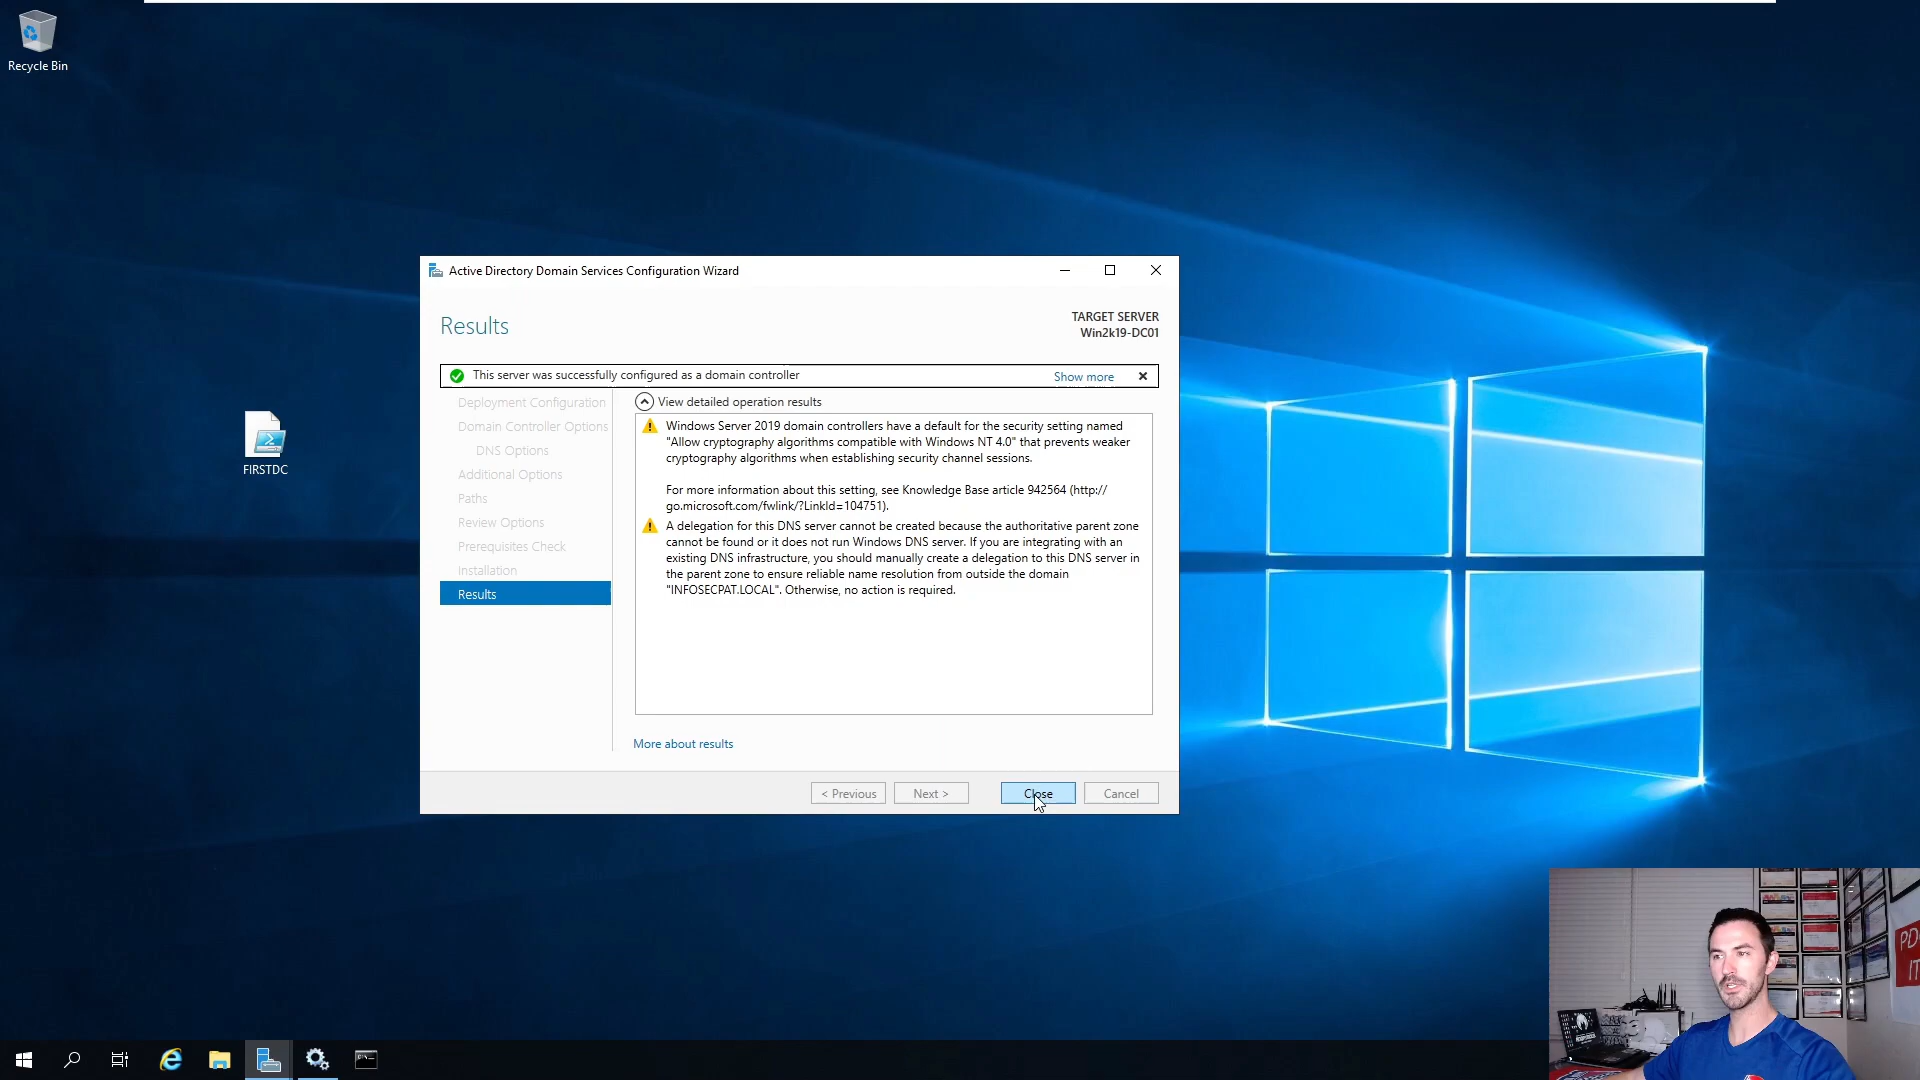 Recycle Bin
FIRSTDC
Active Directory Domain Services Configuration Wizard
Results
TARGET SERVER
Win2k19-DC01
This server was successfully configured as a domain controller
Show more
Deployment Configuration
Domain Controller Options
DNS Options
Additional Options
Paths
Review Options
Prerequisites Check
Installation
Results
View detailed operation results
Windows Server 2019 domain controllers have a default for the security setting named
"Allow cryptography algorithms compatible with Windows NT 4.0" that prevents weaker
cryptography algorithms when establishing security channel sessions.
For more information about this setting, see Knowledge Base article 942564 (http://
go.microsoft.com/fwlink/?LinkId=104751).
A delegation for this DNS server cannot be created because the authoritative parent zone
cannot be found or it does not run Windows DNS server. If you are integrating with an
existing DNS infrastructure, you should manually create a delegation to this DNS server in
the parent zone to ensure reliable name resolution from outside the domain
"INFOSECPAT.LOCAL". Otherwise, no action is required.
More about results
< Previous
Next >
Close
Cancel
PD
IT